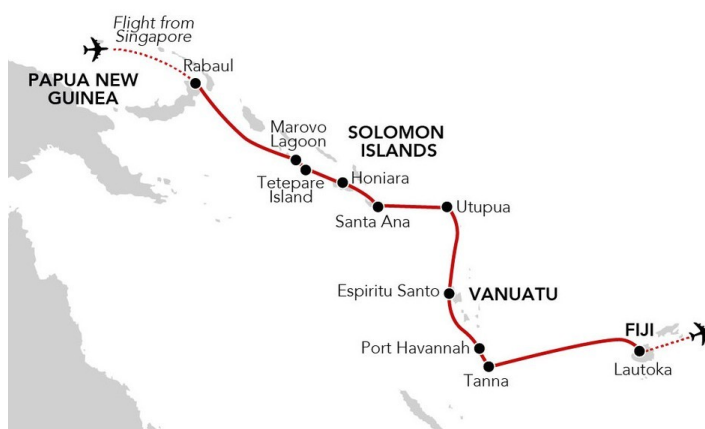 Flight from
Singapore
PAPUA NEW
GUINEA
Rabaul
Marovo
Lagoon
SOLOMON
ISLANDS
Tetepare
Island
Honiara
Santa Ana
Utupua
Espiritu Santo
VANUATU
Port Havannah
Tanna
FIJI
Lautoka